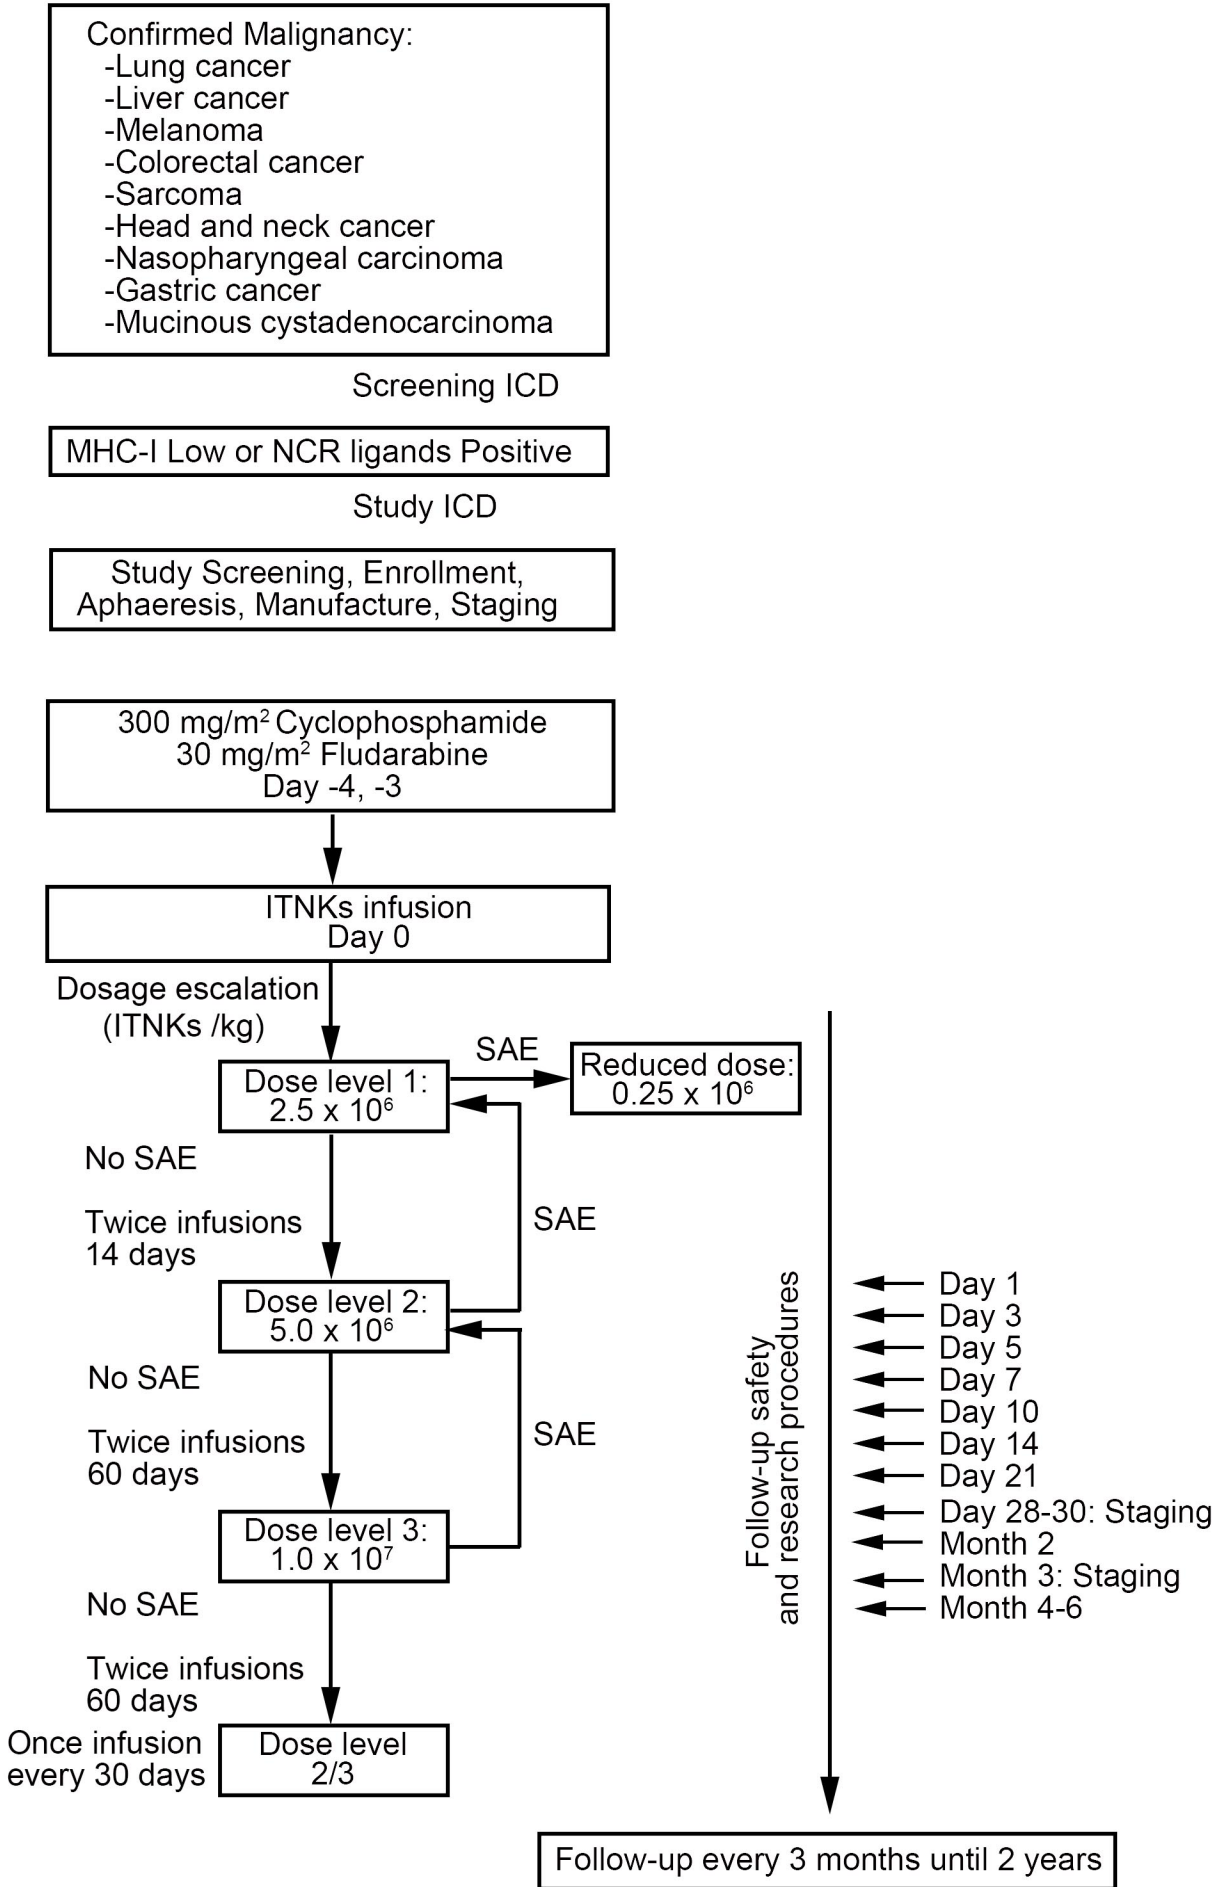 Confirmed Malignancy:
-Lung cancer
-Liver cancer
-Melanoma
-Colorectal cancer
-Sarcoma
-Head and neck cancer
-Nasopharyngeal carcinoma
-Gastric cancer
-Mucinous cystadenocarcinoma
Screening ICD
MHC-I Low or NCR ligands Positive
Study ICD
Study Screening, Enrollment,
Aphaeresis, Manufacture, Staging
300 mg/m² Cyclophosphamide
30 mg/m² Fludarabine
Day -4, -3
ITNKs infusion
Day 0
Dosage escalation
(ITNKs /kg)
Dose level 1:
2.5 x 10⁶
SAE
Reduced dose:
0.25 x 10⁶
No SAE
Twice infusions
14 days
SAE
Dose level 2:
5.0 x 10⁶
No SAE
Twice infusions
60 days
SAE
Dose level 3:
1.0 x 10⁷
No SAE
Twice infusions
60 days
Once infusion
every 30 days
Dose level
2/3
Follow-up safety
and research procedures
Day 1
Day 3
Day 5
Day 7
Day 10
Day 14
Day 21
Day 28-30: Staging
Month 2
Month 3: Staging
Month 4-6
Follow-up every 3 months until 2 years